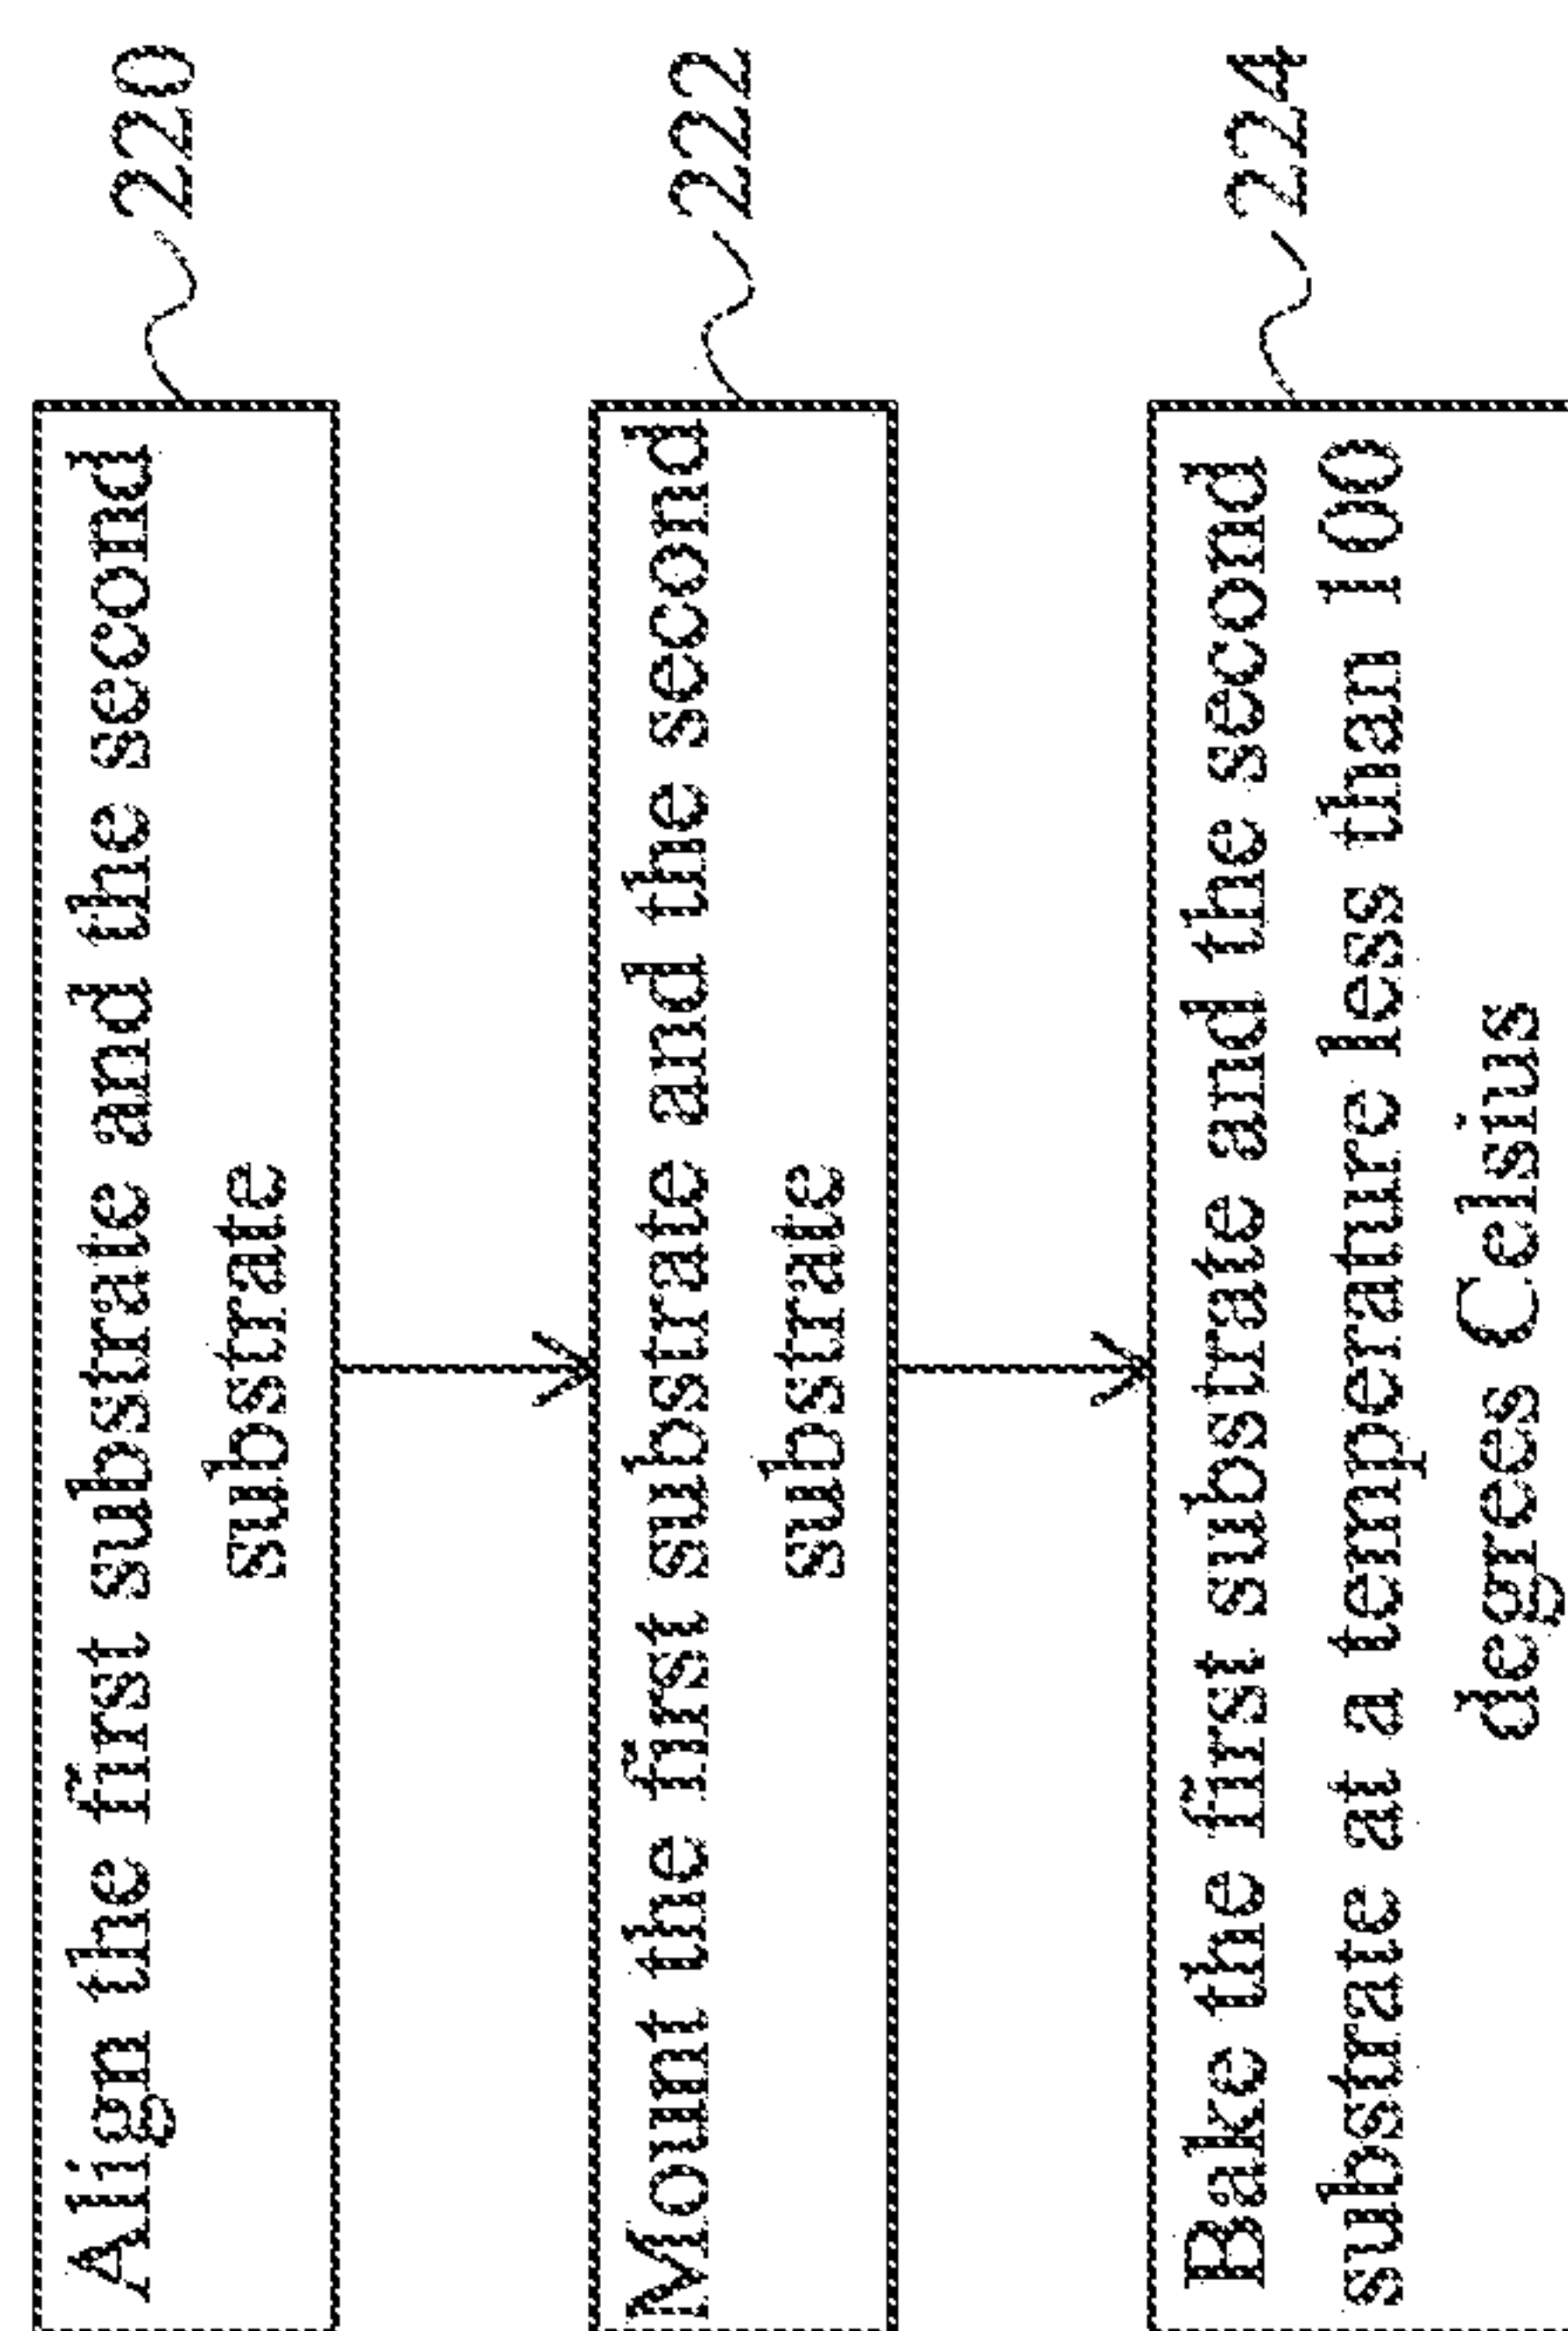 Align the first substrate and the second
substrate
220
Mount the first substrate and the second
substrate
222
Bake the first substrate and the second
substrate at a temperature less than 100
degrees Celsius
224